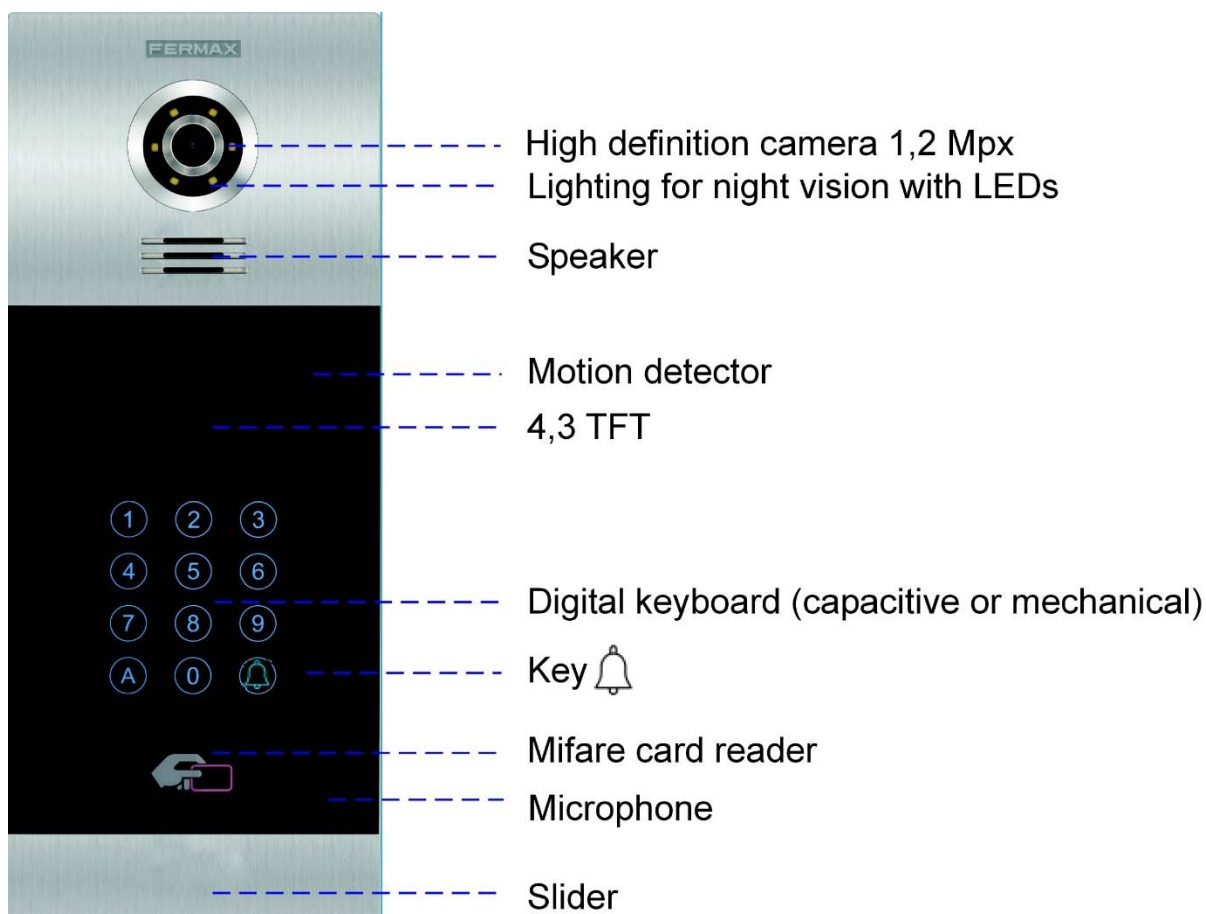 FERMAX
High definition camera 1,2 Mpx
Lighting for night vision with LEDs
Speaker
Motion detector
4,3 TFT
1 2 3
4 5 6
Digital keyboard (capacitive or mechanical)
7 8 9
A 0
Key
Mifare card reader
Microphone
Slider